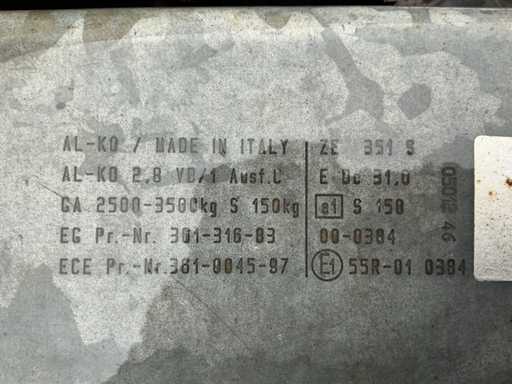 AL-KO / MADE IN ITALY
AL-KO 2,8 VB/1 Ausf.C
GA 2500-3500kg S 150kg
EG Pr.-Nr. 301-316-03
ECE Pr.-Nr.361-0045-97
ZE 351 S
E Dc 31,0
e1 S 150
00-0384
E1 55R-01 0384